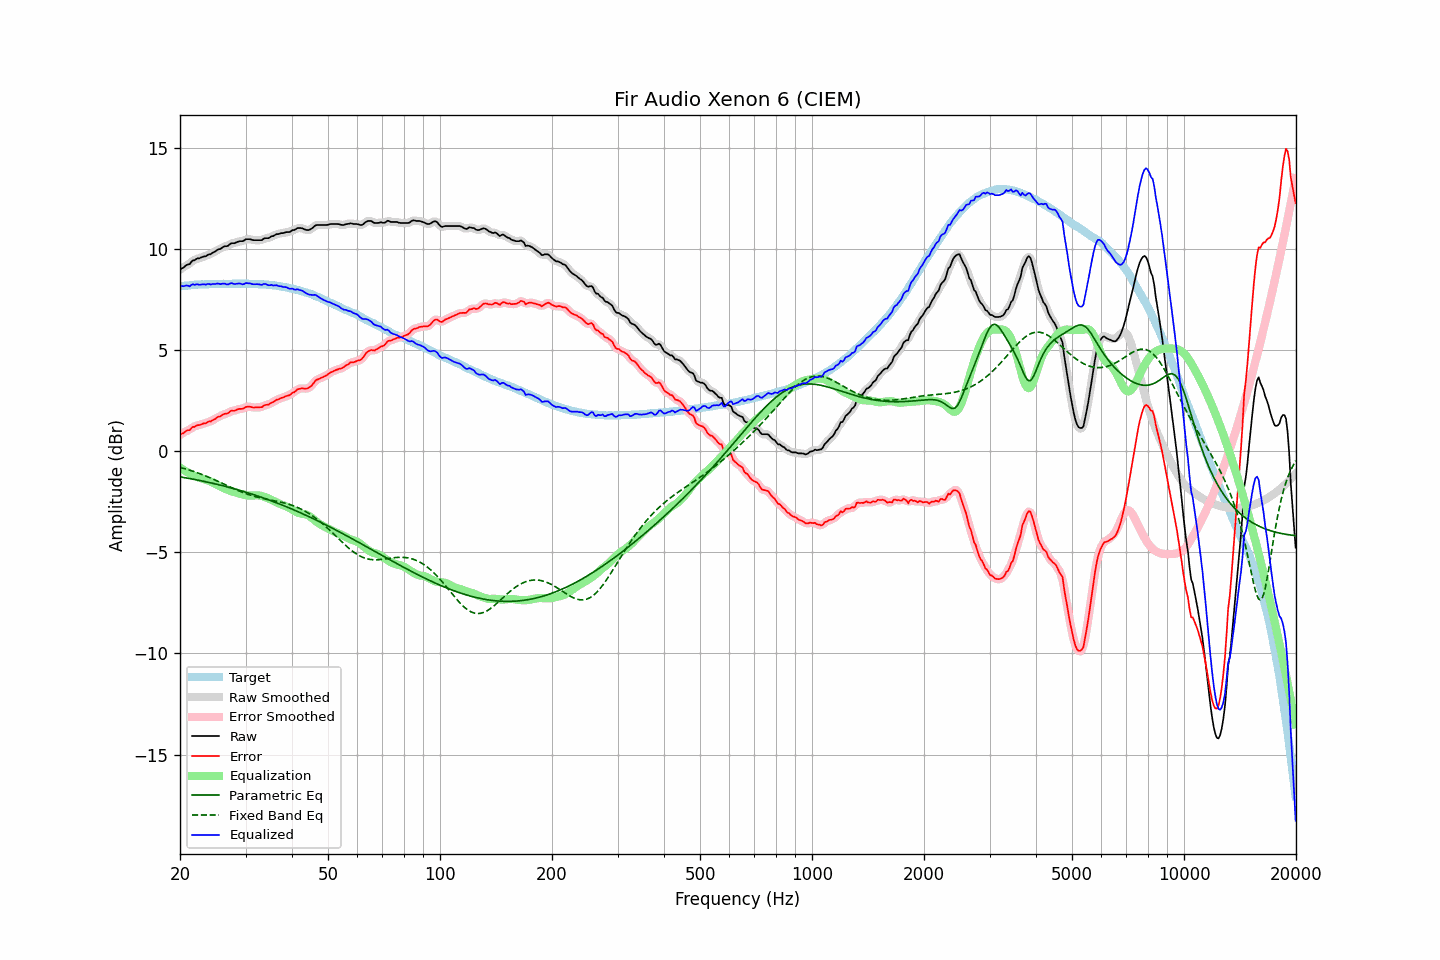 Fir Audio Xenon 6 (CIEM)
Amplitude (dBr)
15
10
5
0
−5
−10
−15
Target
Raw Smoothed
Error Smoothed
Raw
Error
Equalization
Parametric Eq
Fixed Band Eq
Equalized
20 50 100 200 500 1000 2000 5000 10000 20000
Frequency (Hz)